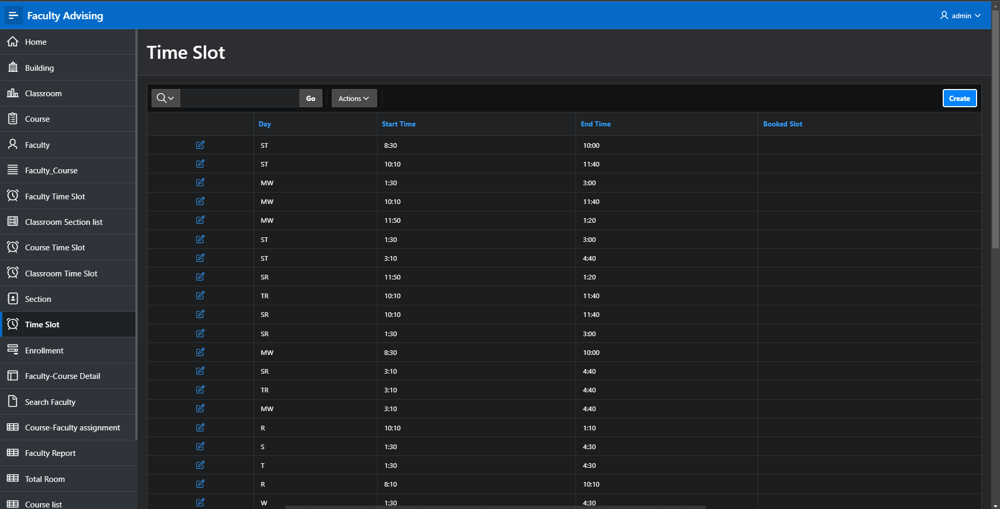 Faculty Advising
admin
Home
Building
Classroom
Course
Faculty
Faculty_Course
Faculty Time Slot
Classroom Section list
Course Time Slot
Classroom Time Slot
Section
Time Slot
Enrollment
Faculty-Course Detail
Search Faculty
Course-Faculty assignment
Faculty Report
Total Room
Course list
Time Slot
Go Actions Create
Day Start Time End Time Booked Slot
ST 8:30 10:00
ST 10:10 11:40
MW 1:30 3:00
MW 10:10 11:40
MW 11:50 1:20
ST 1:30 3:00
ST 3:10 4:40
SR 11:50 1:20
TR 10:10 11:40
SR 10:10 11:40
SR 1:30 3:00
MW 8:30 10:00
SR 3:10 4:40
TR 3:10 4:40
MW 3:10 4:40
R 10:10 1:10
S 1:30 4:30
T 1:30 4:30
R 8:10 10:10
W 1:30 4:30